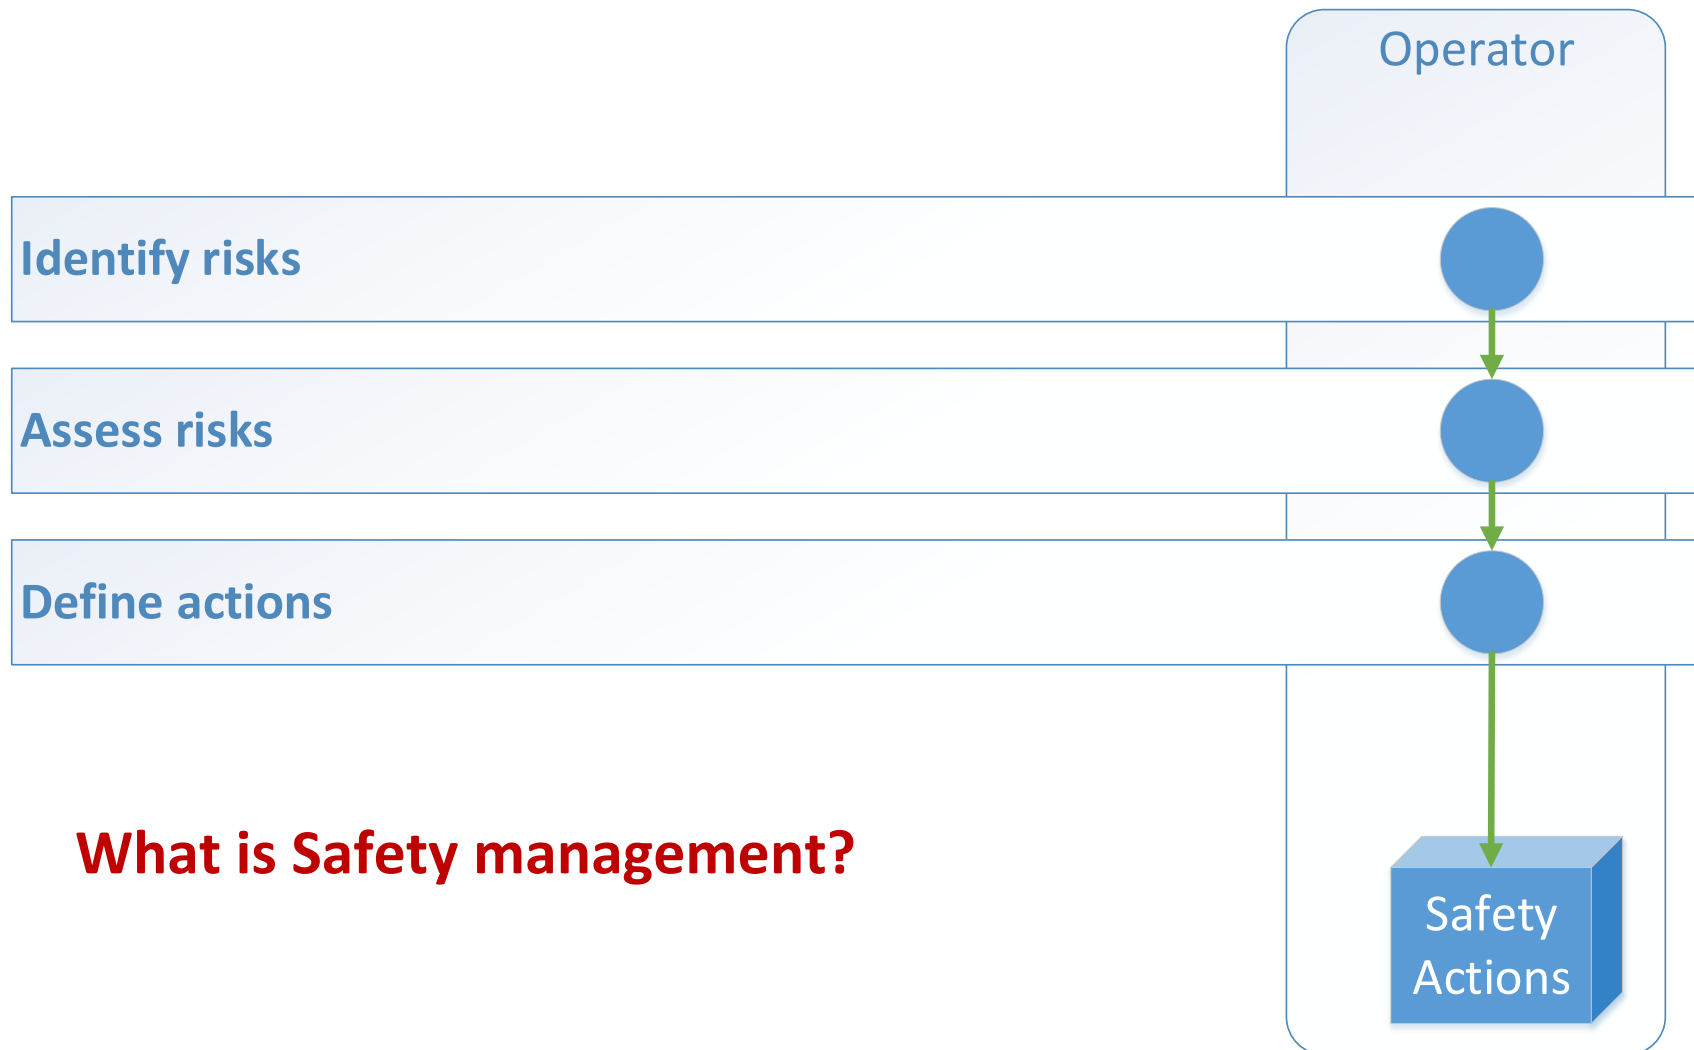 Operator
Identify risks
Assess risks
Define actions
What is Safety management?
Safety
Actions